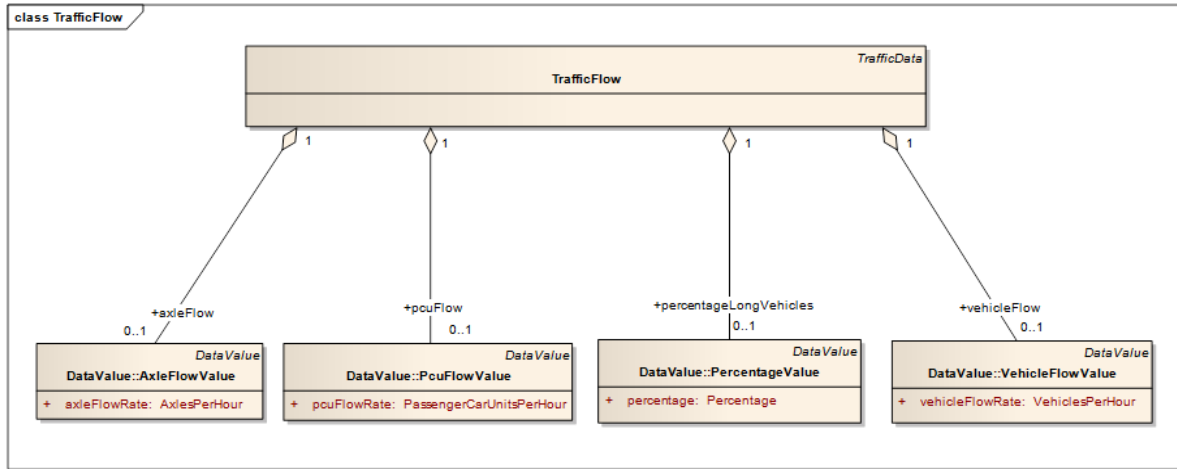 class TrafficFlow
TrafficData
TrafficFlow
1
1
1
1
+axleFlow
+pcuFlow
+percentageLongVehicles
+vehicleFlow
0..1
0..1
0..1
0..1
DataValue
DataValue::AxleFlowValue
+ axleFlowRate: AxlesPerHour
DataValue
DataValue::PcuFlowValue
+ pcuFlowRate: PassengerCarUnitsPerHour
DataValue
DataValue::PercentageValue
+ percentage: Percentage
DataValue
DataValue::VehicleFlowValue
+ vehicleFlowRate: VehiclesPerHour